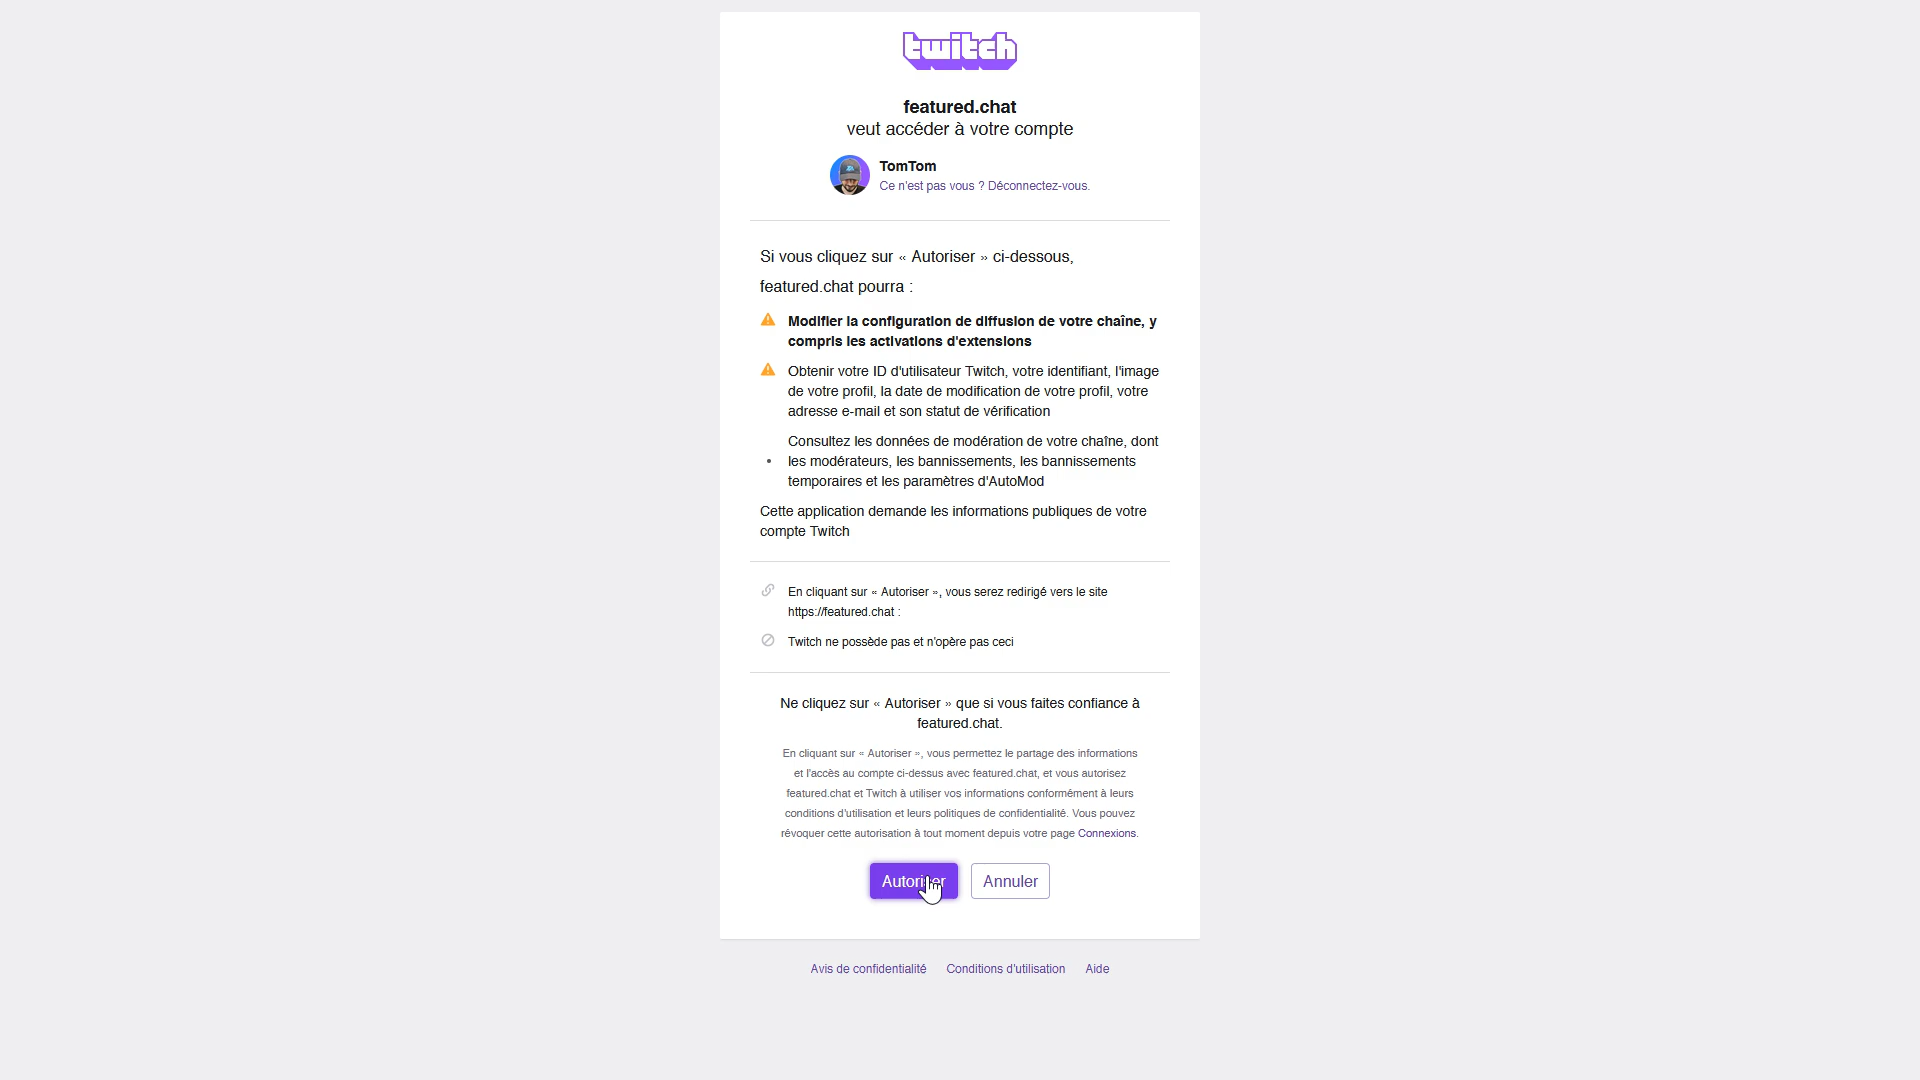 twitch
featured.chat
veut accéder à votre compte
TomTom
Ce n'est pas vous ? Déconnectez-vous.
Si vous cliquez sur « Autoriser » ci-dessous,
featured.chat pourra :
Modifier la configuration de diffusion de votre chaîne, y
compris les activations d'extensions
Obtenir votre ID d'utilisateur Twitch, votre identifiant, l'image
de votre profil, la date de modification de votre profil, votre
adresse e-mail et son statut de vérification
Consultez les données de modération de votre chaîne, dont
• les modérateurs, les bannissements, les bannissements
temporaires et les paramètres d'AutoMod
Cette application demande les informations publiques de votre
compte Twitch
En cliquant sur « Autoriser », vous serez redirigé vers le site
https://featured.chat :
Twitch ne possède pas et n'opère pas ceci
Ne cliquez sur « Autoriser » que si vous faites confiance à
featured.chat.
En cliquant sur « Autoriser », vous permettez le partage des informations
et l'accès au compte ci-dessus avec featured.chat, et vous autorisez
featured.chat et Twitch à utiliser vos informations conformément à leurs
conditions d'utilisation et leurs politiques de confidentialité. Vous pouvez
révoquer cette autorisation à tout moment depuis votre page Connexions.
Autoriser Annuler
Avis de confidentialité Conditions d'utilisation Aide